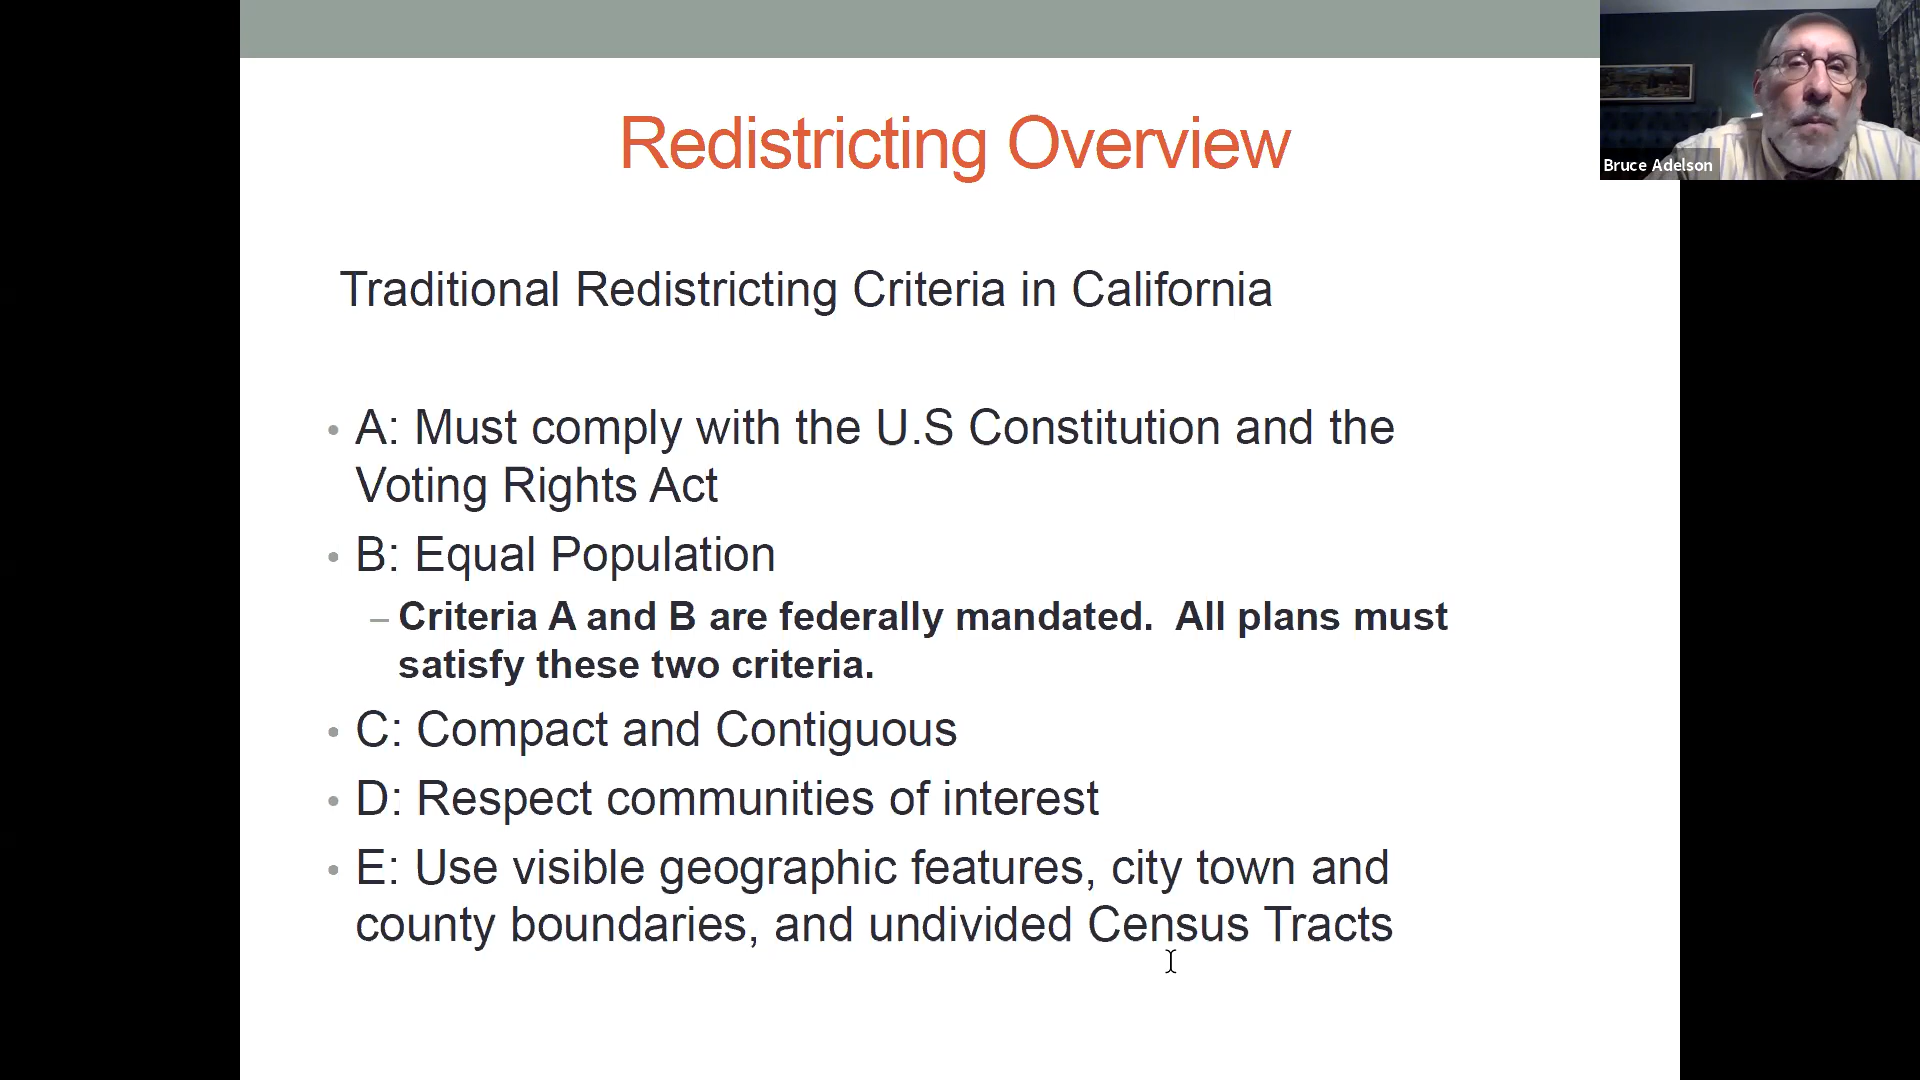 Redistricting Overview
Bruce Adelson
Traditional Redistricting Criteria in California
• A: Must comply with the U.S Constitution and the
Voting Rights Act
• B: Equal Population
– Criteria A and B are federally mandated.  All plans must
satisfy these two criteria.
• C: Compact and Contiguous
• D: Respect communities of interest
• E: Use visible geographic features, city town and
county boundaries, and undivided Census Tracts